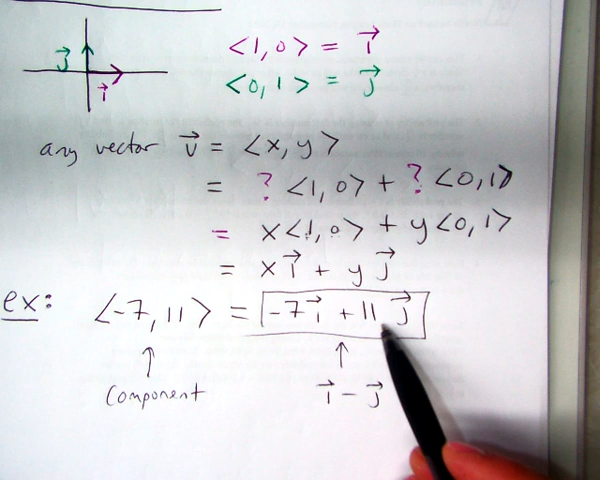 j⃗ i⃗
<1, 0> = i⃗
<0, 1> = j⃗
any vector v⃗ = <x, y>
= ? <1, 0> + ? <0, 1>
= x<1, 0> + y<0, 1>
= x i⃗ + y j⃗
ex: <-7, 11> = -7 i⃗ + 11 j⃗
↑ ↑
Component i⃗ - j⃗